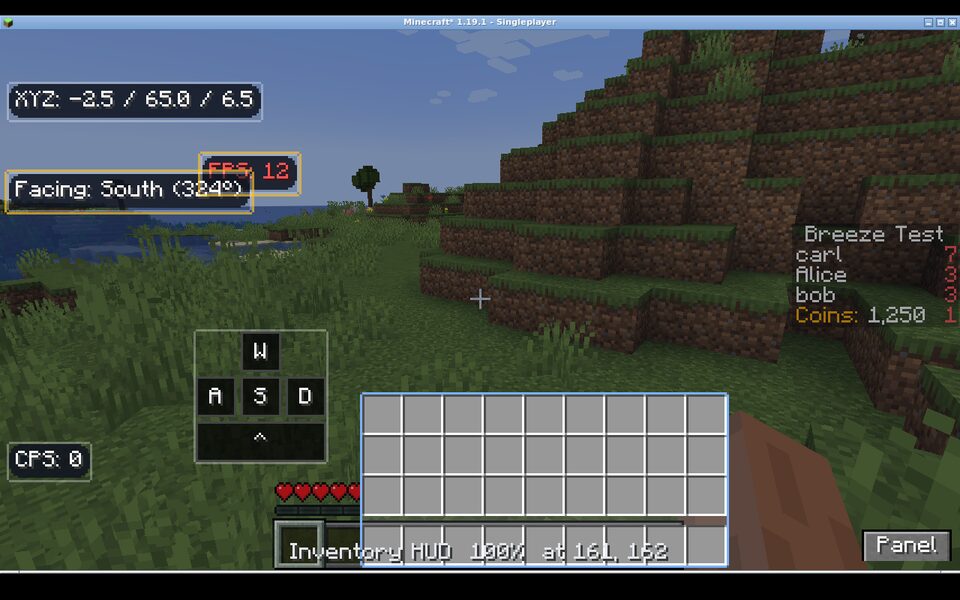 Minecraft* 1.19.1 - Singleplayer
XYZ: -2.5 / 65.0 / 6.5
FPS: 12
Facing: South (324°)
Breeze Test
carl 7
Alice 3
bob 3
Coins: 1,250 1
W
A S D
^
CPS: 0
Inventory HUD 100% at 161, 162
Panel